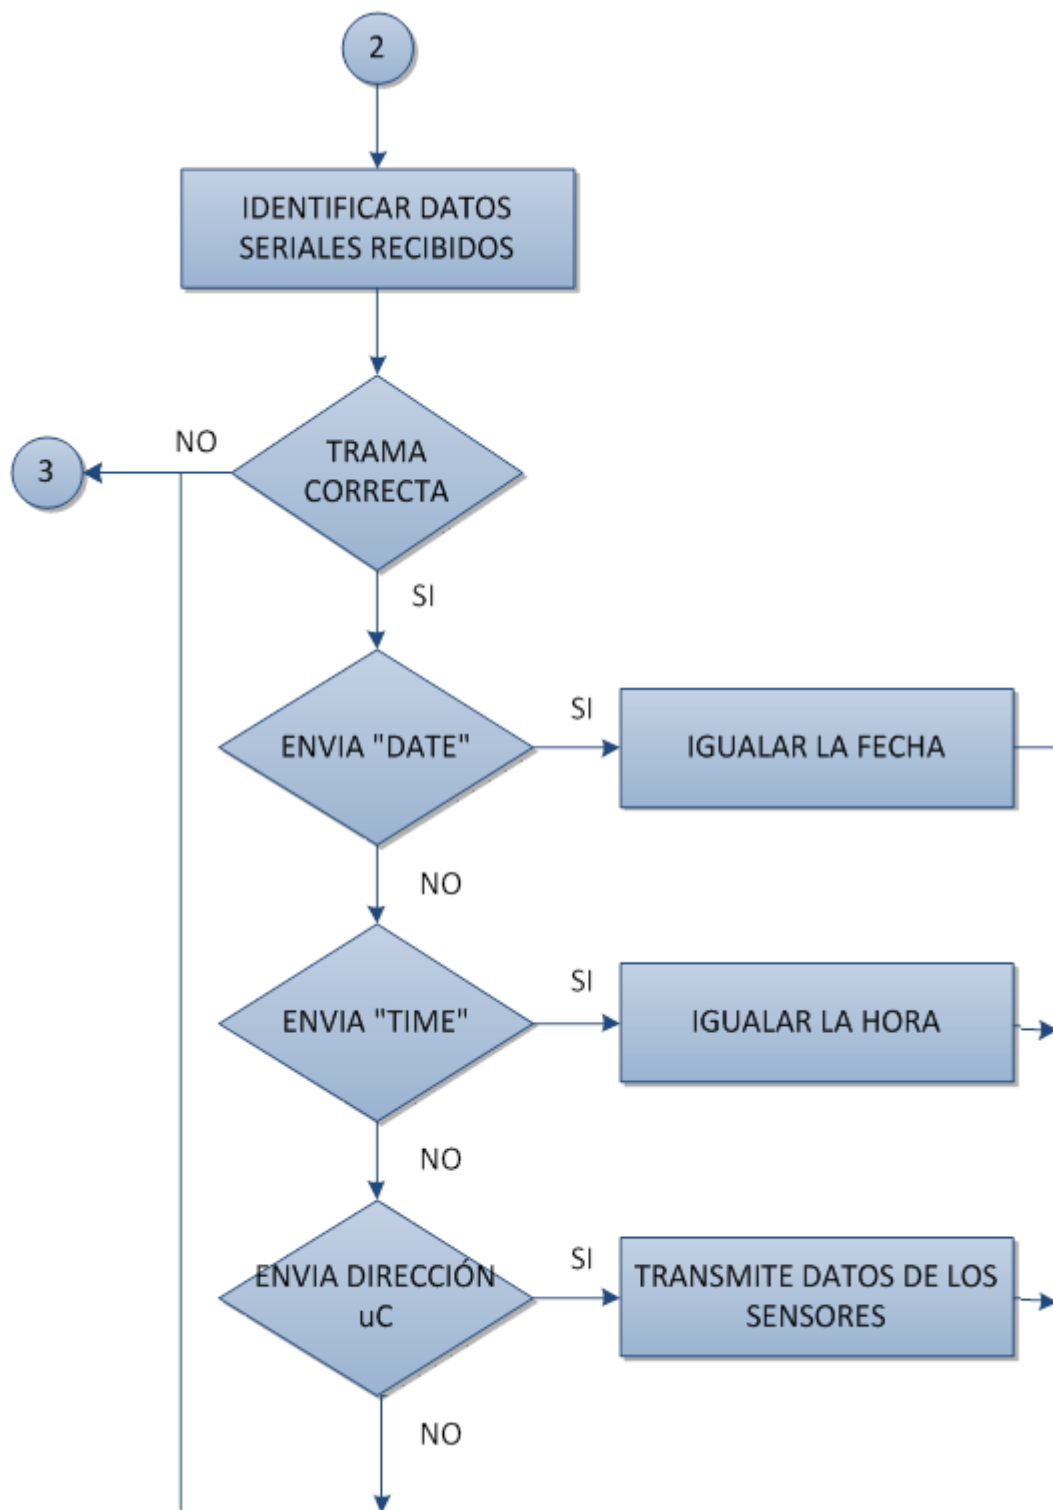 2
IDENTIFICAR DATOS
SERIALES RECIBIDOS
NO
TRAMA
CORRECTA
3
SI
ENVIA "DATE"
SI
IGUALAR LA FECHA
NO
ENVIA "TIME"
SI
IGUALAR LA HORA
NO
ENVIA DIRECCIÓN
uC
SI
TRANSMITE DATOS DE LOS
SENSORES
NO